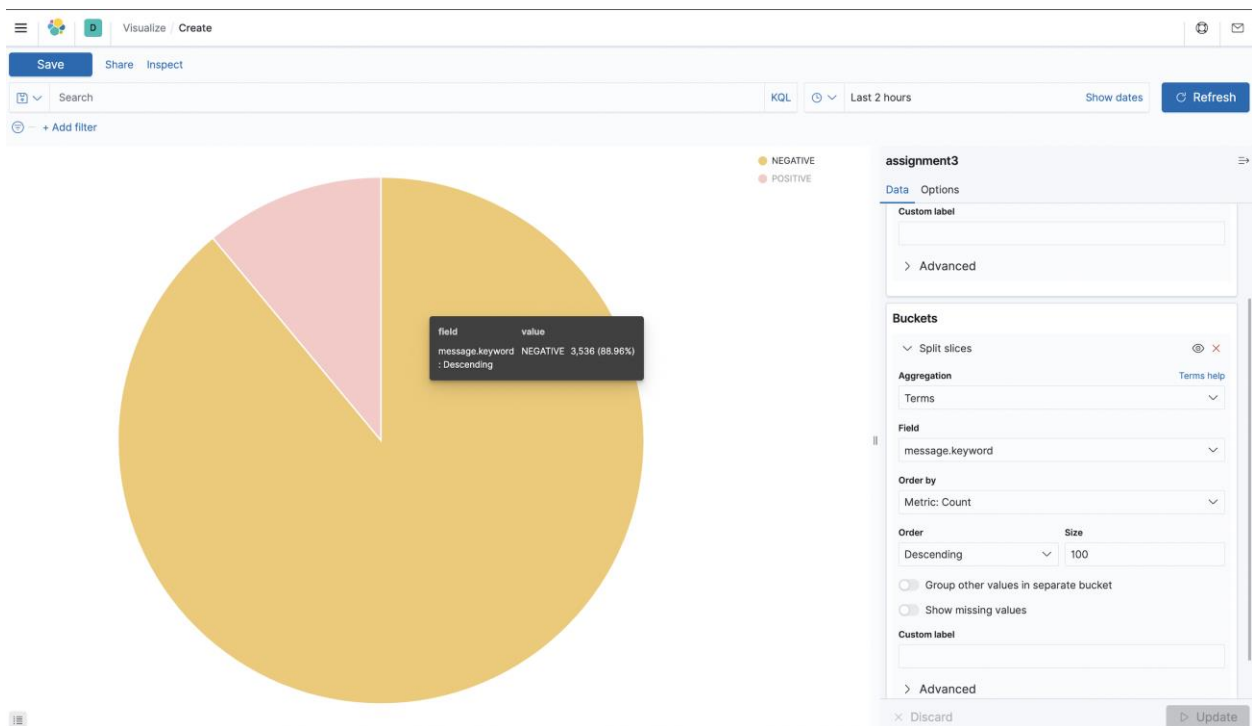 D Visualize / Create
Save Share Inspect
Search KQL Last 2 hours Show dates Refresh
+ Add filter
NEGATIVE
POSITIVE
field value
message.keyword NEGATIVE 3,536 (88.96%)
: Descending
assignment3
Data Options
Custom label
Advanced
Buckets
Split slices
Aggregation Terms help
Terms
Field
message.keyword
Order by
Metric: Count
Order Size
Descending 100
Group other values in separate bucket
Show missing values
Custom label
Advanced
Discard Update